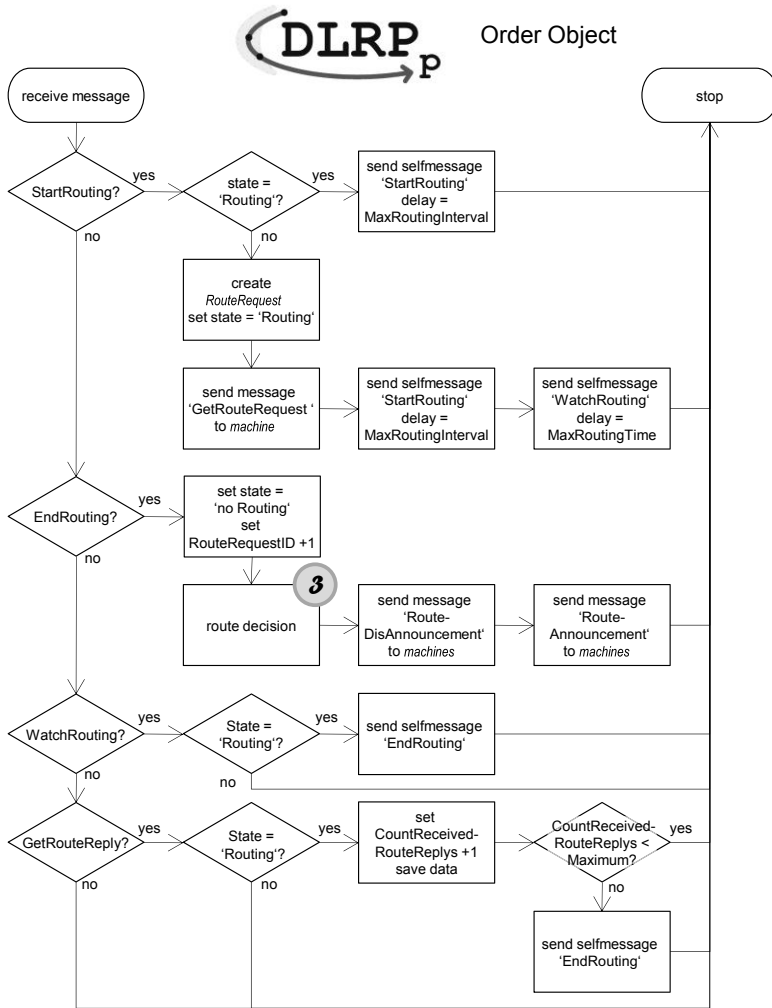 DLRP p Order Object
receive message
stop
StartRouting?
yes
no
state =
‘Routing‘?
yes
no
send selfmessage
‘StartRouting‘
delay =
MaxRoutingInterval
create
RouteRequest
set state = ‘Routing‘
send message
‘GetRouteRequest ‘
to machine
send selfmessage
‘StartRouting‘
delay =
MaxRoutingInterval
send selfmessage
‘WatchRouting‘
delay =
MaxRoutingTime
EndRouting?
yes
no
set state =
‘no Routing‘
set
RouteRequestID +1
3
route decision
send message
‘Route-
DisAnnouncement‘
to machines
send message
‘Route-
Announcement‘
to machines
WatchRouting?
yes
no
State =
‘Routing‘?
yes
no
send selfmessage
‘EndRouting‘
GetRouteReply?
yes
no
State =
‘Routing‘?
yes
no
set
CountReceived-
RouteReplys +1
save data
CountReceived-
RouteReplys <
Maximum?
yes
no
send selfmessage
‘EndRouting‘